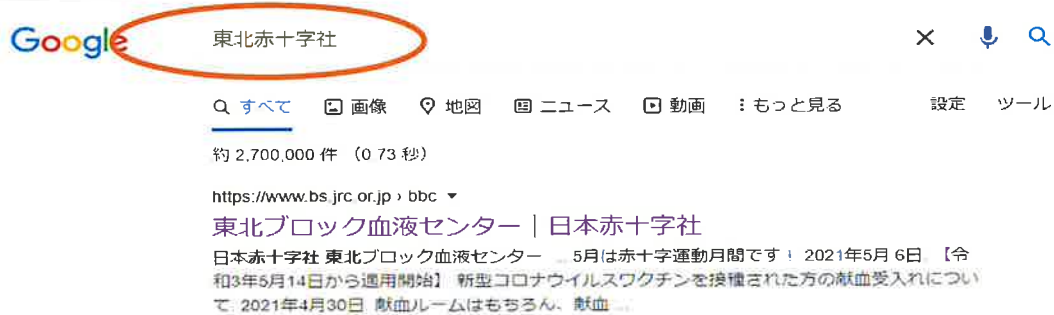 Google 東北赤十字社
すべて 画像 地図 ニュース 動画 もっと見る 設定 ツール
約 2,700,000 件 （0 73 秒）
https://www.bs.jrc or.jp › bbc
東北ブロック血液センター｜日本赤十字社
日本赤十字社 東北ブロック血液センター ... 5月は赤十字運動月間です！ 2021年5月 6日 【令
和3年5月14日から適用開始】 新型コロナウイルスワクチンを接種された方の献血受入れについ
て 2021年4月30日 献血ルームはもちろん、献血 ...